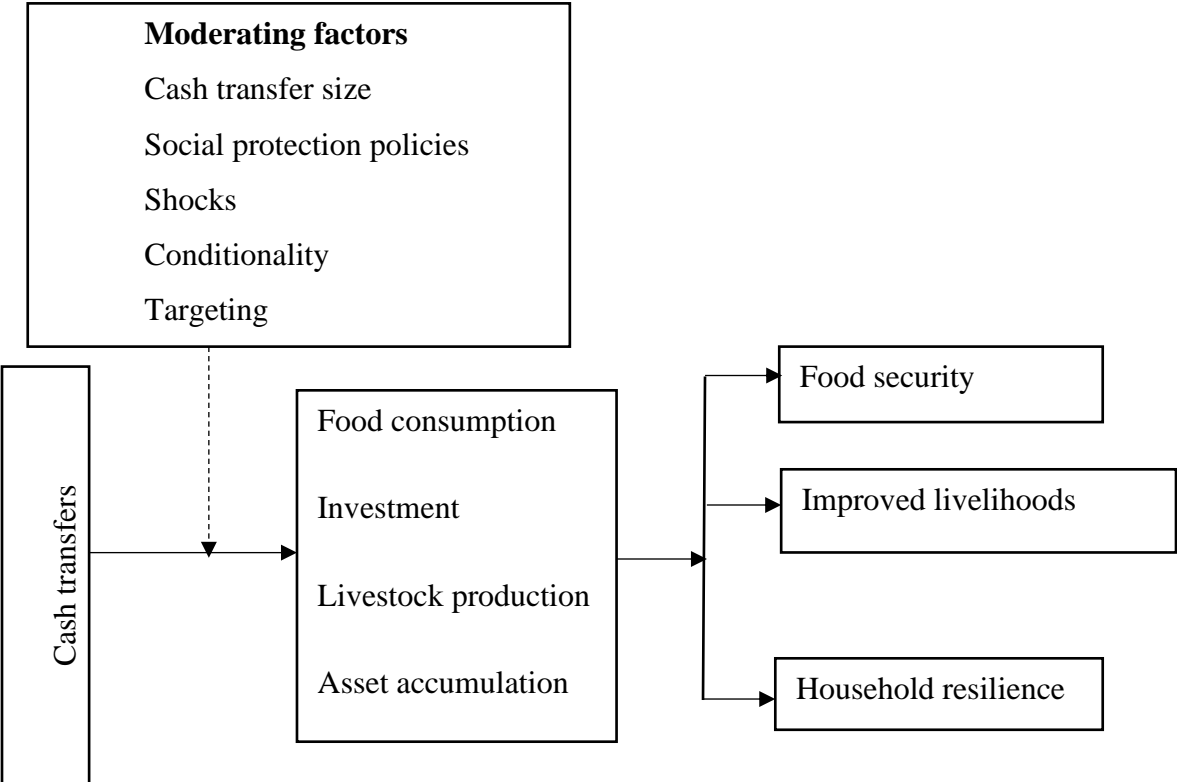 Moderating factors
Cash transfer size
Social protection policies
Shocks
Conditionality
Targeting
Cash transfers
Food consumption
Investment
Livestock production
Asset accumulation
Food security
Improved livelihoods
Household resilience